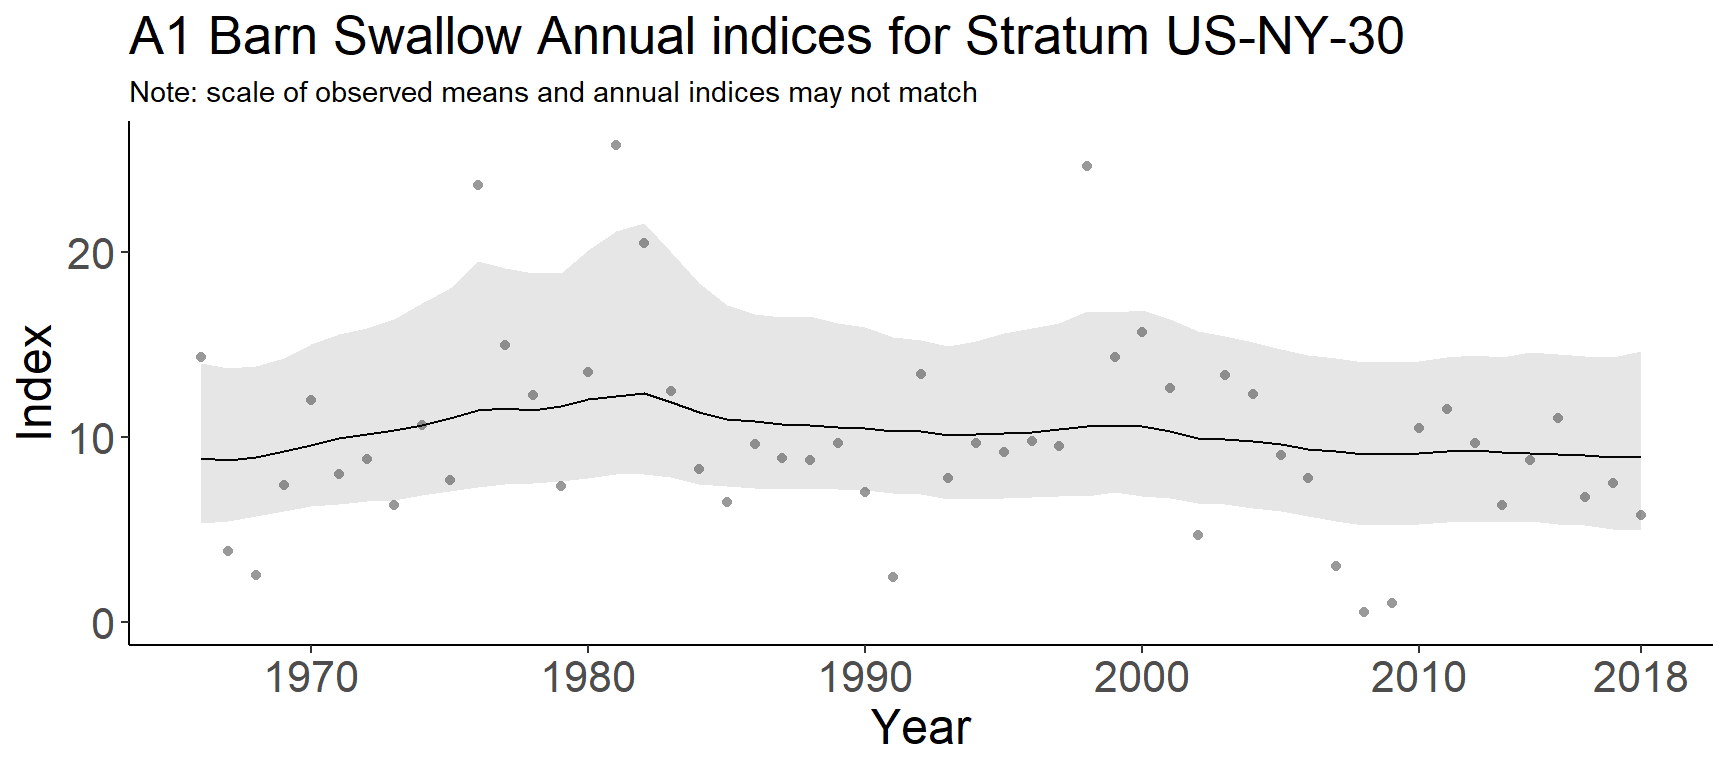 A1 Barn Swallow Annual indices for Stratum US-NY-30
Note: scale of observed means and annual indices may not match
Index
20
10
0
1970 1980 1990 2000 2010 2018
Year